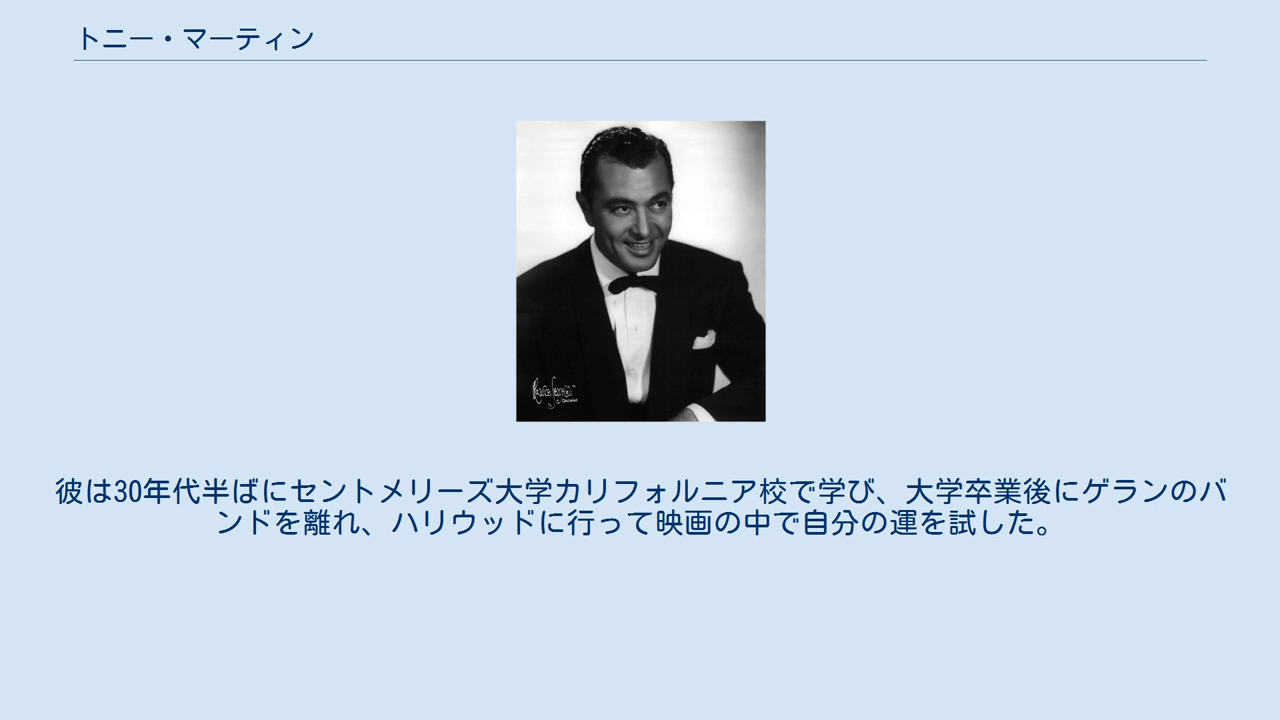 トニー・マーティン
彼は30年代半ばにセントメリーズ大学カリフォルニア校で学び、大学卒業後にゲランのバ
ンドを離れ、ハリウッドに行って映画の中で自分の運を試した。